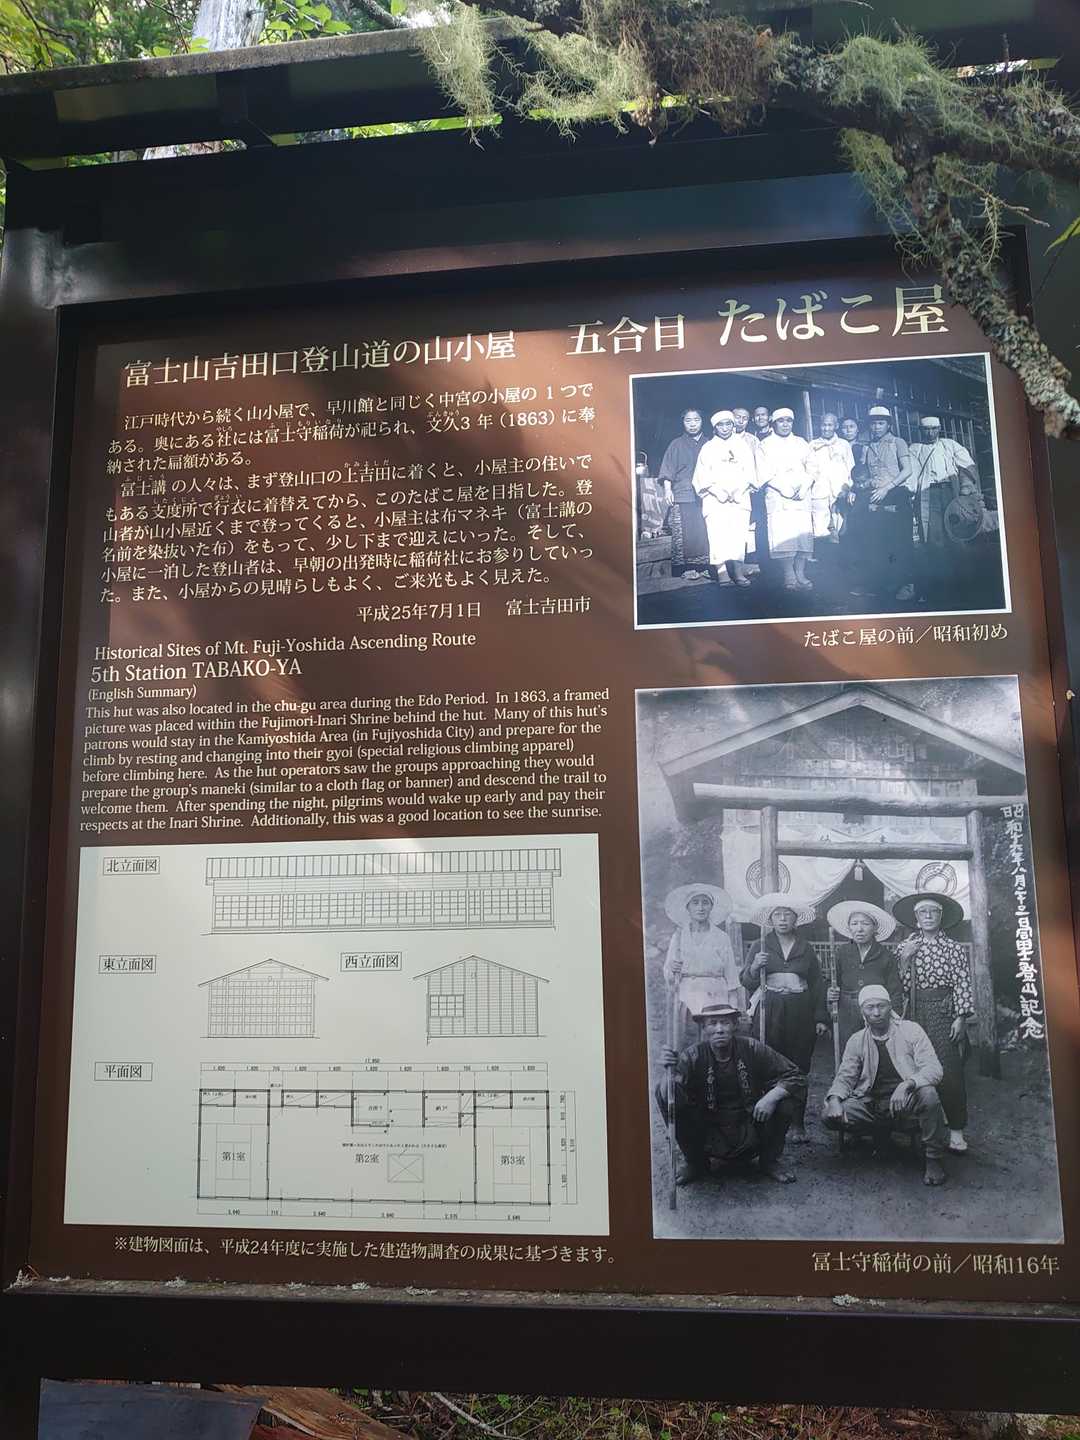 富士山吉田口登山道の山小屋 五合目 たばこ屋
江戸時代から続く山小屋で、早川館と同じく中宮の小屋の1つで
ある。奥にある社には富士守稲荷が祀られ、文久3年(1863)に奉
納された扁額がある。
富士講の人々は、まず登山口の上吉田に着くと、小屋主の住いで
もある支度所で行衣に着替えてから、このたばこ屋を目指した。登
山者が山小屋近くまで登ってくると、小屋主は布マネキ(富士講の
名前を染抜いた布)をもって、少し下まで迎えにいった。そして、
小屋に一泊した登山者は、早朝の出発時に稲荷社にお参りしていっ
た。また、小屋からの見晴らしもよく、ご来光もよく見えた。
平成25年7月1日 富士吉田市
Historical Sites of Mt. Fuji-Yoshida Ascending Route
5th Station TABAKO-YA
(English Summary)
This hut was also located in the chu-gu area during the Edo Period. In 1863, a framed
picture was placed within the Fujimori-Inari Shrine behind the hut. Many of this hut's
patrons would stay in the Kamiyoshida Area (in Fujiyoshida City) and prepare for the
climb by resting and changing into their gyoi (special religious climbing apparel)
before climbing here. As the hut operators saw the groups approaching they would
prepare the group's maneki (similar to a cloth flag or banner) and descend the trail to
welcome them. After spending the night, pilgrims would wake up early and pay their
respects at the Inari Shrine. Additionally, this was a good location to see the sunrise.
たばこ屋の前／昭和初め
北立面図
東立面図
西立面図
平面図
17,950
第1室
第2室
第3室
※建物図面は、平成24年度に実施した建造物調査の成果に基づきます。
登山記念
冨士守稲荷の前／昭和16年